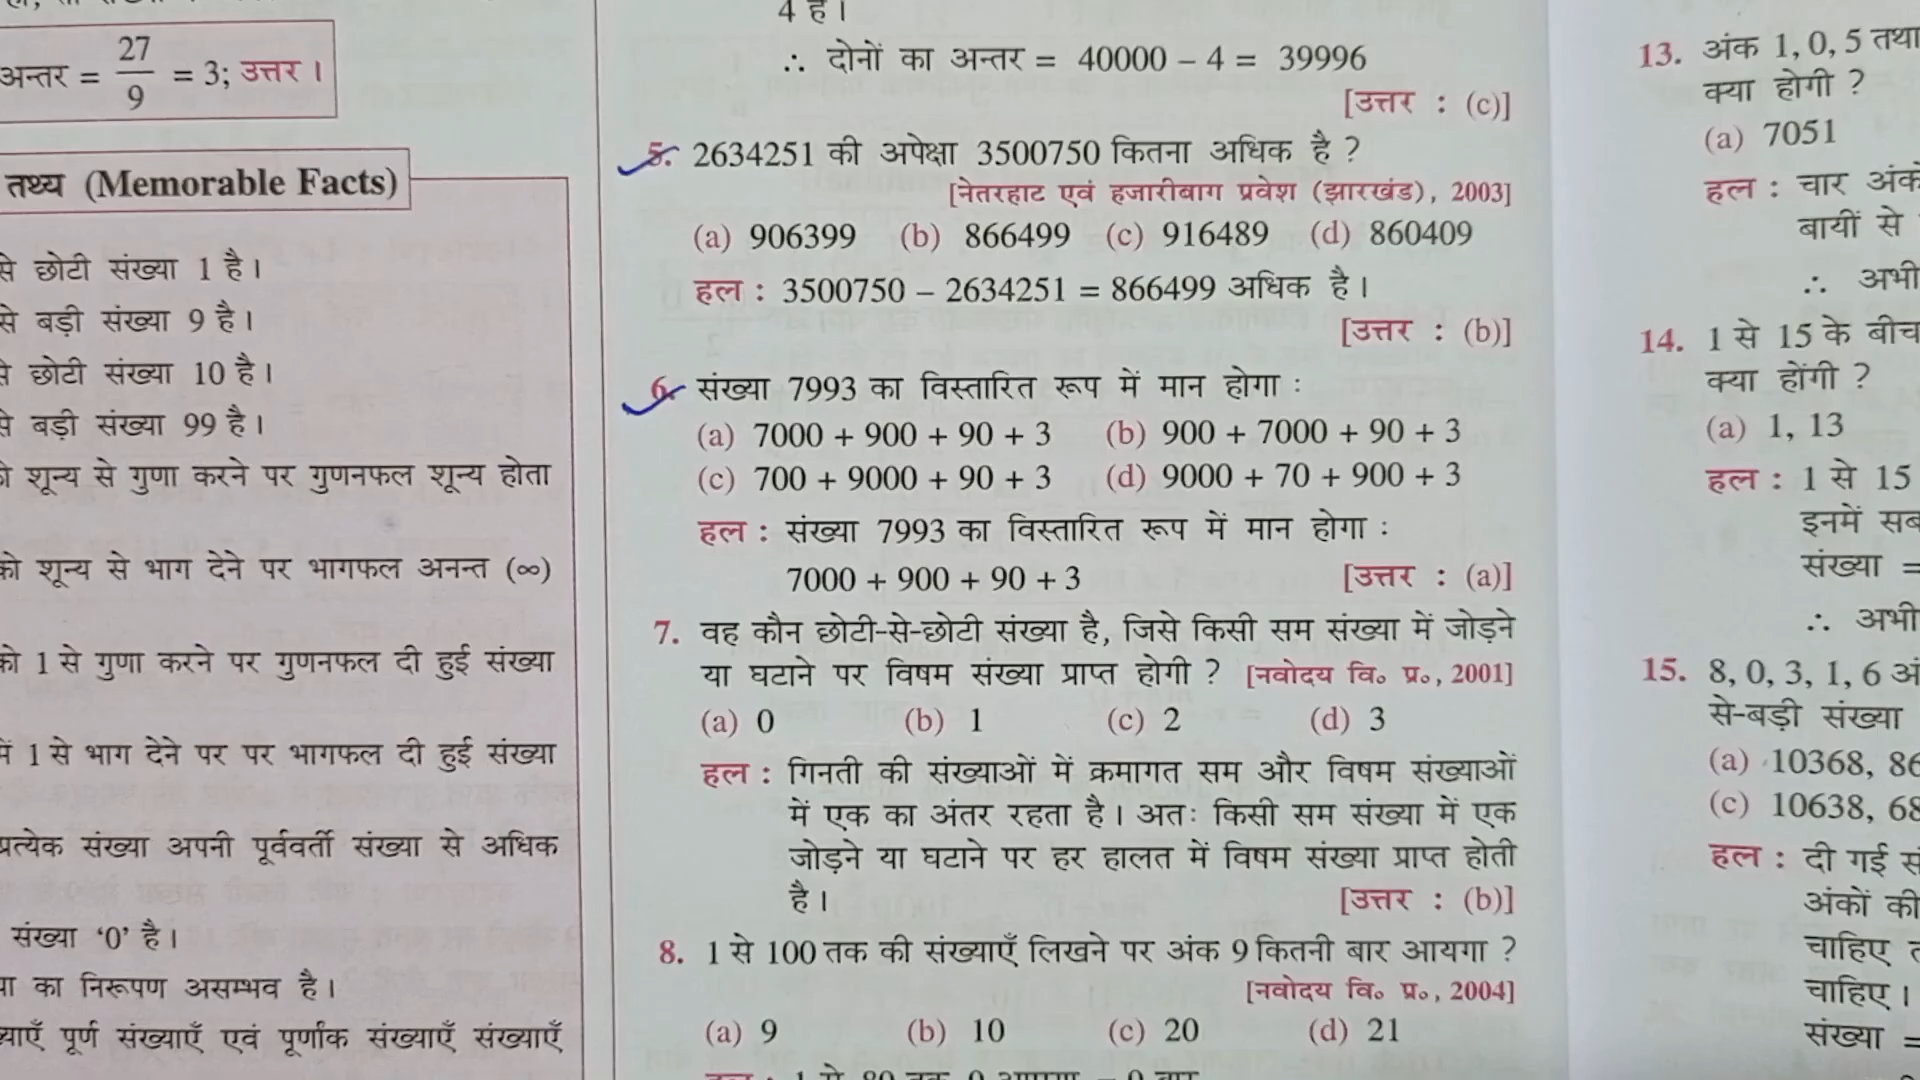 अन्तर = 27/9 = 3; उत्तर ।
तथ्य (Memorable Facts)
से छोटी संख्या 1 है।
से बड़ी संख्या 9 है।
से छोटी संख्या 10 है।
से बड़ी संख्या 99 है।
शून्य से गुणा करने पर गुणनफल शून्य होता
को शून्य से भाग देने पर भागफल अनन्त (∞)
को 1 से गुणा करने पर गुणनफल दी हुई संख्या
में 1 से भाग देने पर पर भागफल दी हुई संख्या
प्रत्येक संख्या अपनी पूर्ववर्ती संख्या से अधिक
संख्या ‘0’ है।
का निरूपण असम्भव है।
पूर्ण संख्याएँ एवं पूर्णांक संख्याएँ संख्याएँ
4 है।
∴ दोनों का अन्तर = 40000 – 4 = 39996
[उत्तर : (c)]
5. 2634251 की अपेक्षा 3500750 कितना अधिक है ?
[नेतरहाट एवं हजारीबाग प्रवेश (झारखंड), 2003]
(a) 906399 (b) 866499 (c) 916489 (d) 860409
हल : 3500750 – 2634251 = 866499 अधिक है।
[उत्तर : (b)]
6. संख्या 7993 का विस्तारित रूप में मान होगा :
(a) 7000 + 900 + 90 + 3 (b) 900 + 7000 + 90 + 3
(c) 700 + 9000 + 90 + 3 (d) 9000 + 70 + 900 + 3
हल : संख्या 7993 का विस्तारित रूप में मान होगा :
7000 + 900 + 90 + 3 [उत्तर : (a)]
7. वह कौन छोटी-से-छोटी संख्या है, जिसे किसी सम संख्या में जोड़ने
या घटाने पर विषम संख्या प्राप्त होगी ? [नवोदय वि० प्र०, 2001]
(a) 0 (b) 1 (c) 2 (d) 3
हल : गिनती की संख्याओं में क्रमागत सम और विषम संख्याओं
में एक का अंतर रहता है। अतः किसी सम संख्या में एक
जोड़ने या घटाने पर हर हालत में विषम संख्या प्राप्त होती
है। [उत्तर : (b)]
8. 1 से 100 तक की संख्याएँ लिखने पर अंक 9 कितनी बार आयगा ?
[नवोदय वि० प्र०, 2004]
(a) 9 (b) 10 (c) 20 (d) 21
13. अंक 1, 0, 5 तथा
क्या होगी ?
(a) 7051
हल : चार अंक
बायीं से
∴ अभी
14. 1 से 15 के बीच
क्या होंगी ?
(a) 1, 13
हल : 1 से 15
इनमें सब
संख्या =
∴ अभी
15. 8, 0, 3, 1, 6 अं
से-बड़ी संख्या
(a) 10368, 86
(c) 10638, 68
हल : दी गई सं
अंकों की
चाहिए
चाहिए।
संख्या =